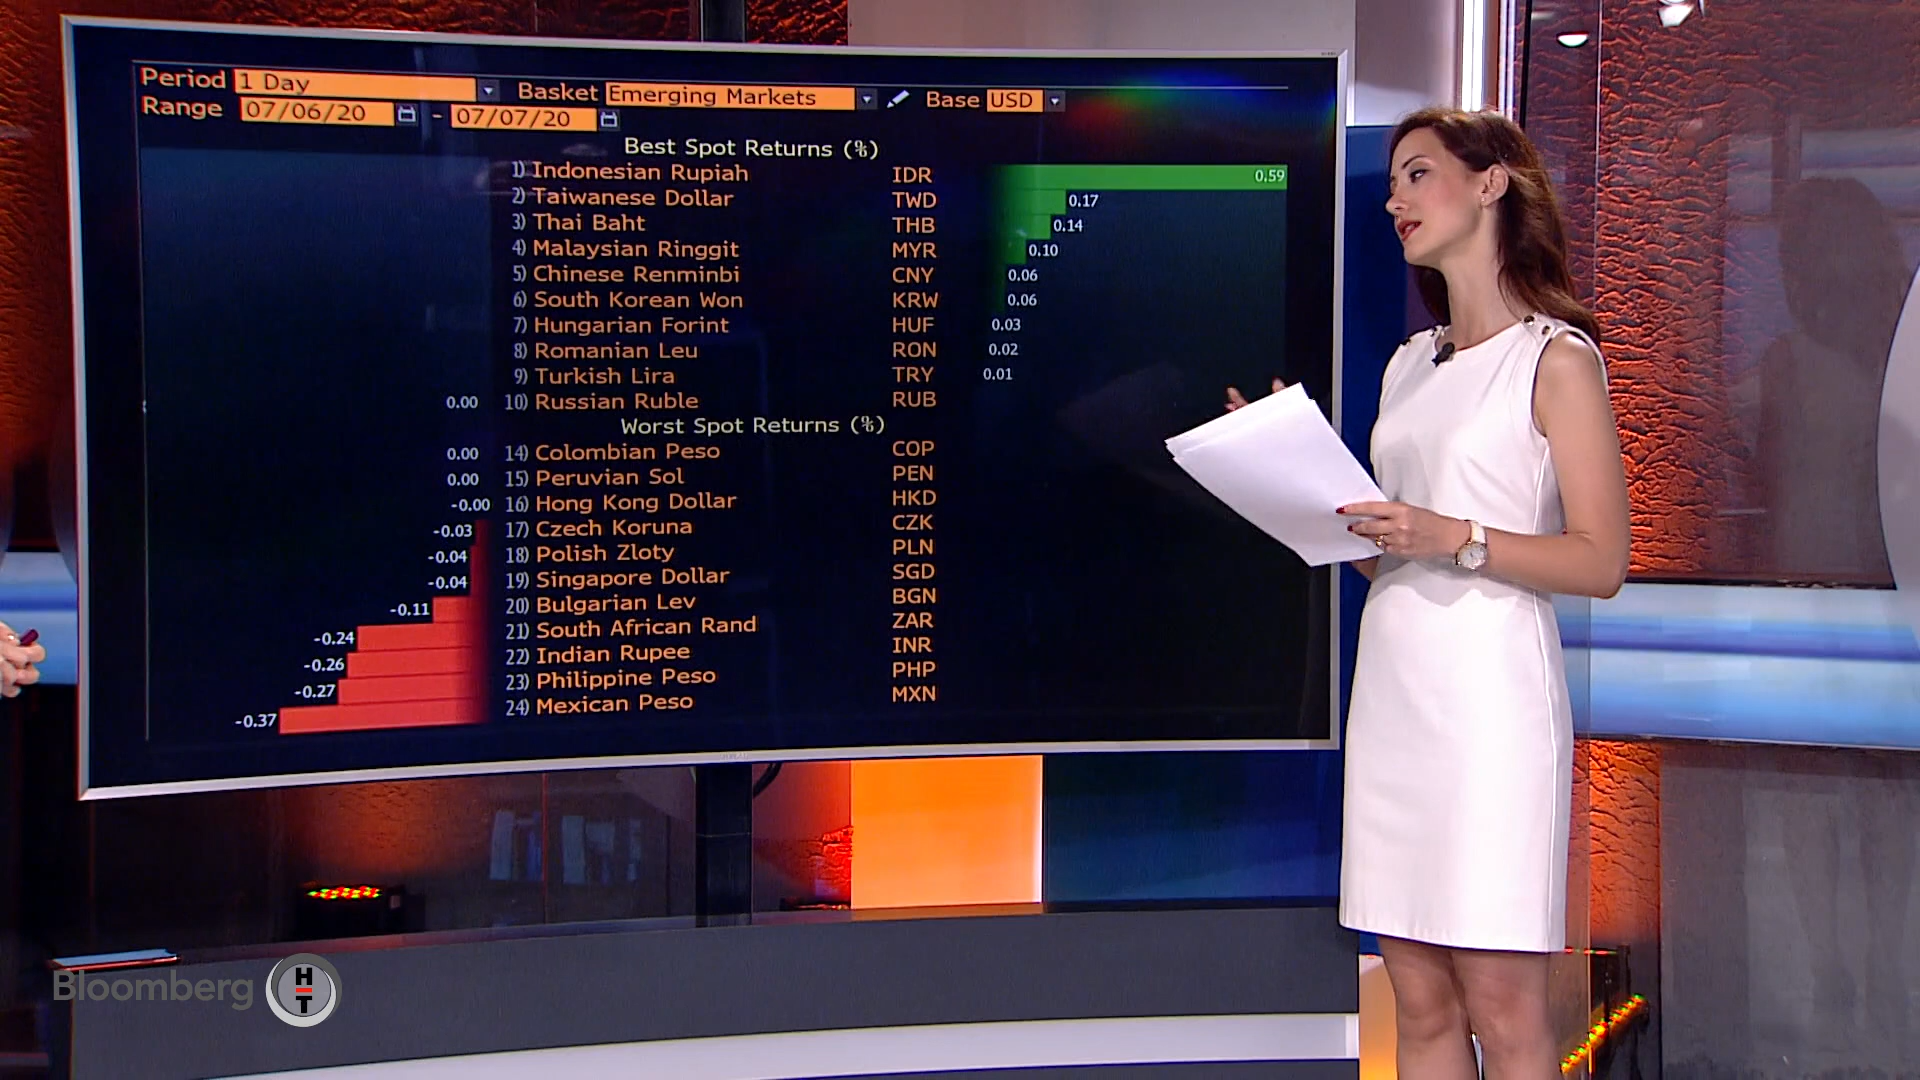 Period 1 Day Basket Emerging Markets Base USD
Range 07/06/20 - 07/07/20
Best Spot Returns (%)
1) Indonesian Rupiah IDR 0.59
2) Taiwanese Dollar TWD 0.17
3) Thai Baht THB 0.14
4) Malaysian Ringgit MYR 0.10
5) Chinese Renminbi CNY 0.06
6) South Korean Won KRW 0.06
7) Hungarian Forint HUF 0.03
8) Romanian Leu RON 0.02
9) Turkish Lira TRY 0.01
0.00 10) Russian Ruble RUB
Worst Spot Returns (%)
0.00 14) Colombian Peso COP
0.00 15) Peruvian Sol PEN
-0.00 16) Hong Kong Dollar HKD
-0.03 17) Czech Koruna CZK
-0.04 18) Polish Zloty PLN
-0.04 19) Singapore Dollar SGD
-0.11 20) Bulgarian Lev BGN
-0.24 21) South African Rand ZAR
-0.26 22) Indian Rupee INR
-0.27 23) Philippine Peso PHP
-0.37 24) Mexican Peso MXN
Bloomberg HT